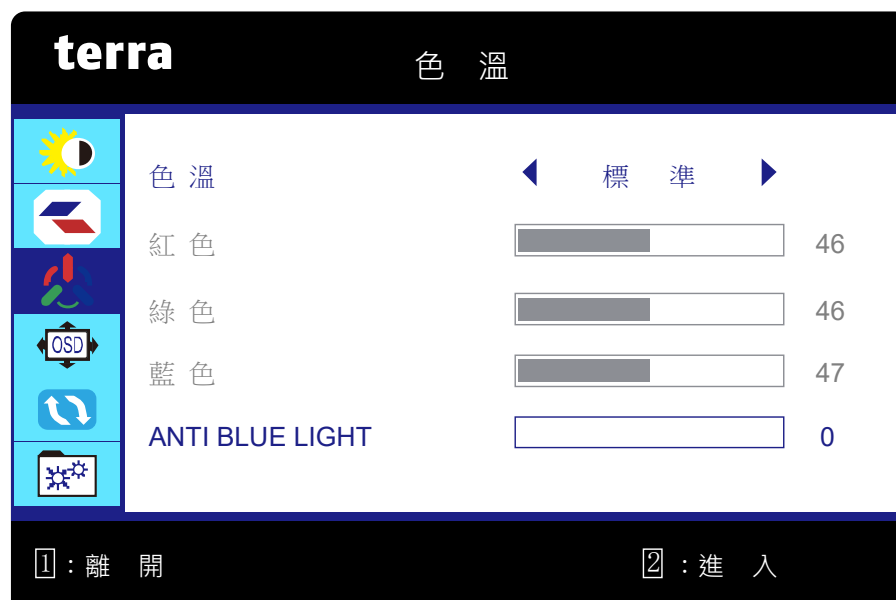 terra
色 溫
色 溫 標 準
紅 色 46
綠 色 46
藍 色 47
OSD
ANTI BLUE LIGHT 0
1：離 開 2：進 入